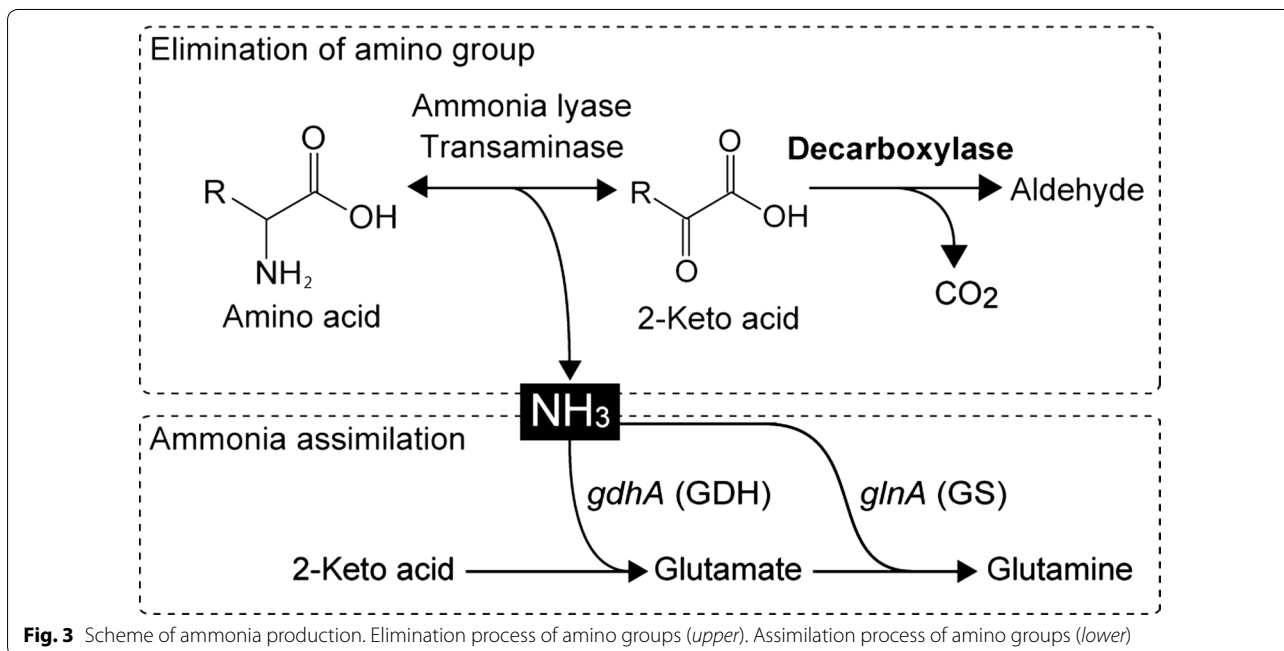 Elimination of amino group
Ammonia lyase
Transaminase
Decarboxylase
O
R
OH
NH2
Amino acid
O
R
OH
O
2-Keto acid
Aldehyde
CO2
NH3
Ammonia assimilation
gdhA (GDH)
glnA (GS)
2-Keto acid
Glutamate
Glutamine
Fig. 3 Scheme of ammonia production. Elimination process of amino groups (upper). Assimilation process of amino groups (lower)